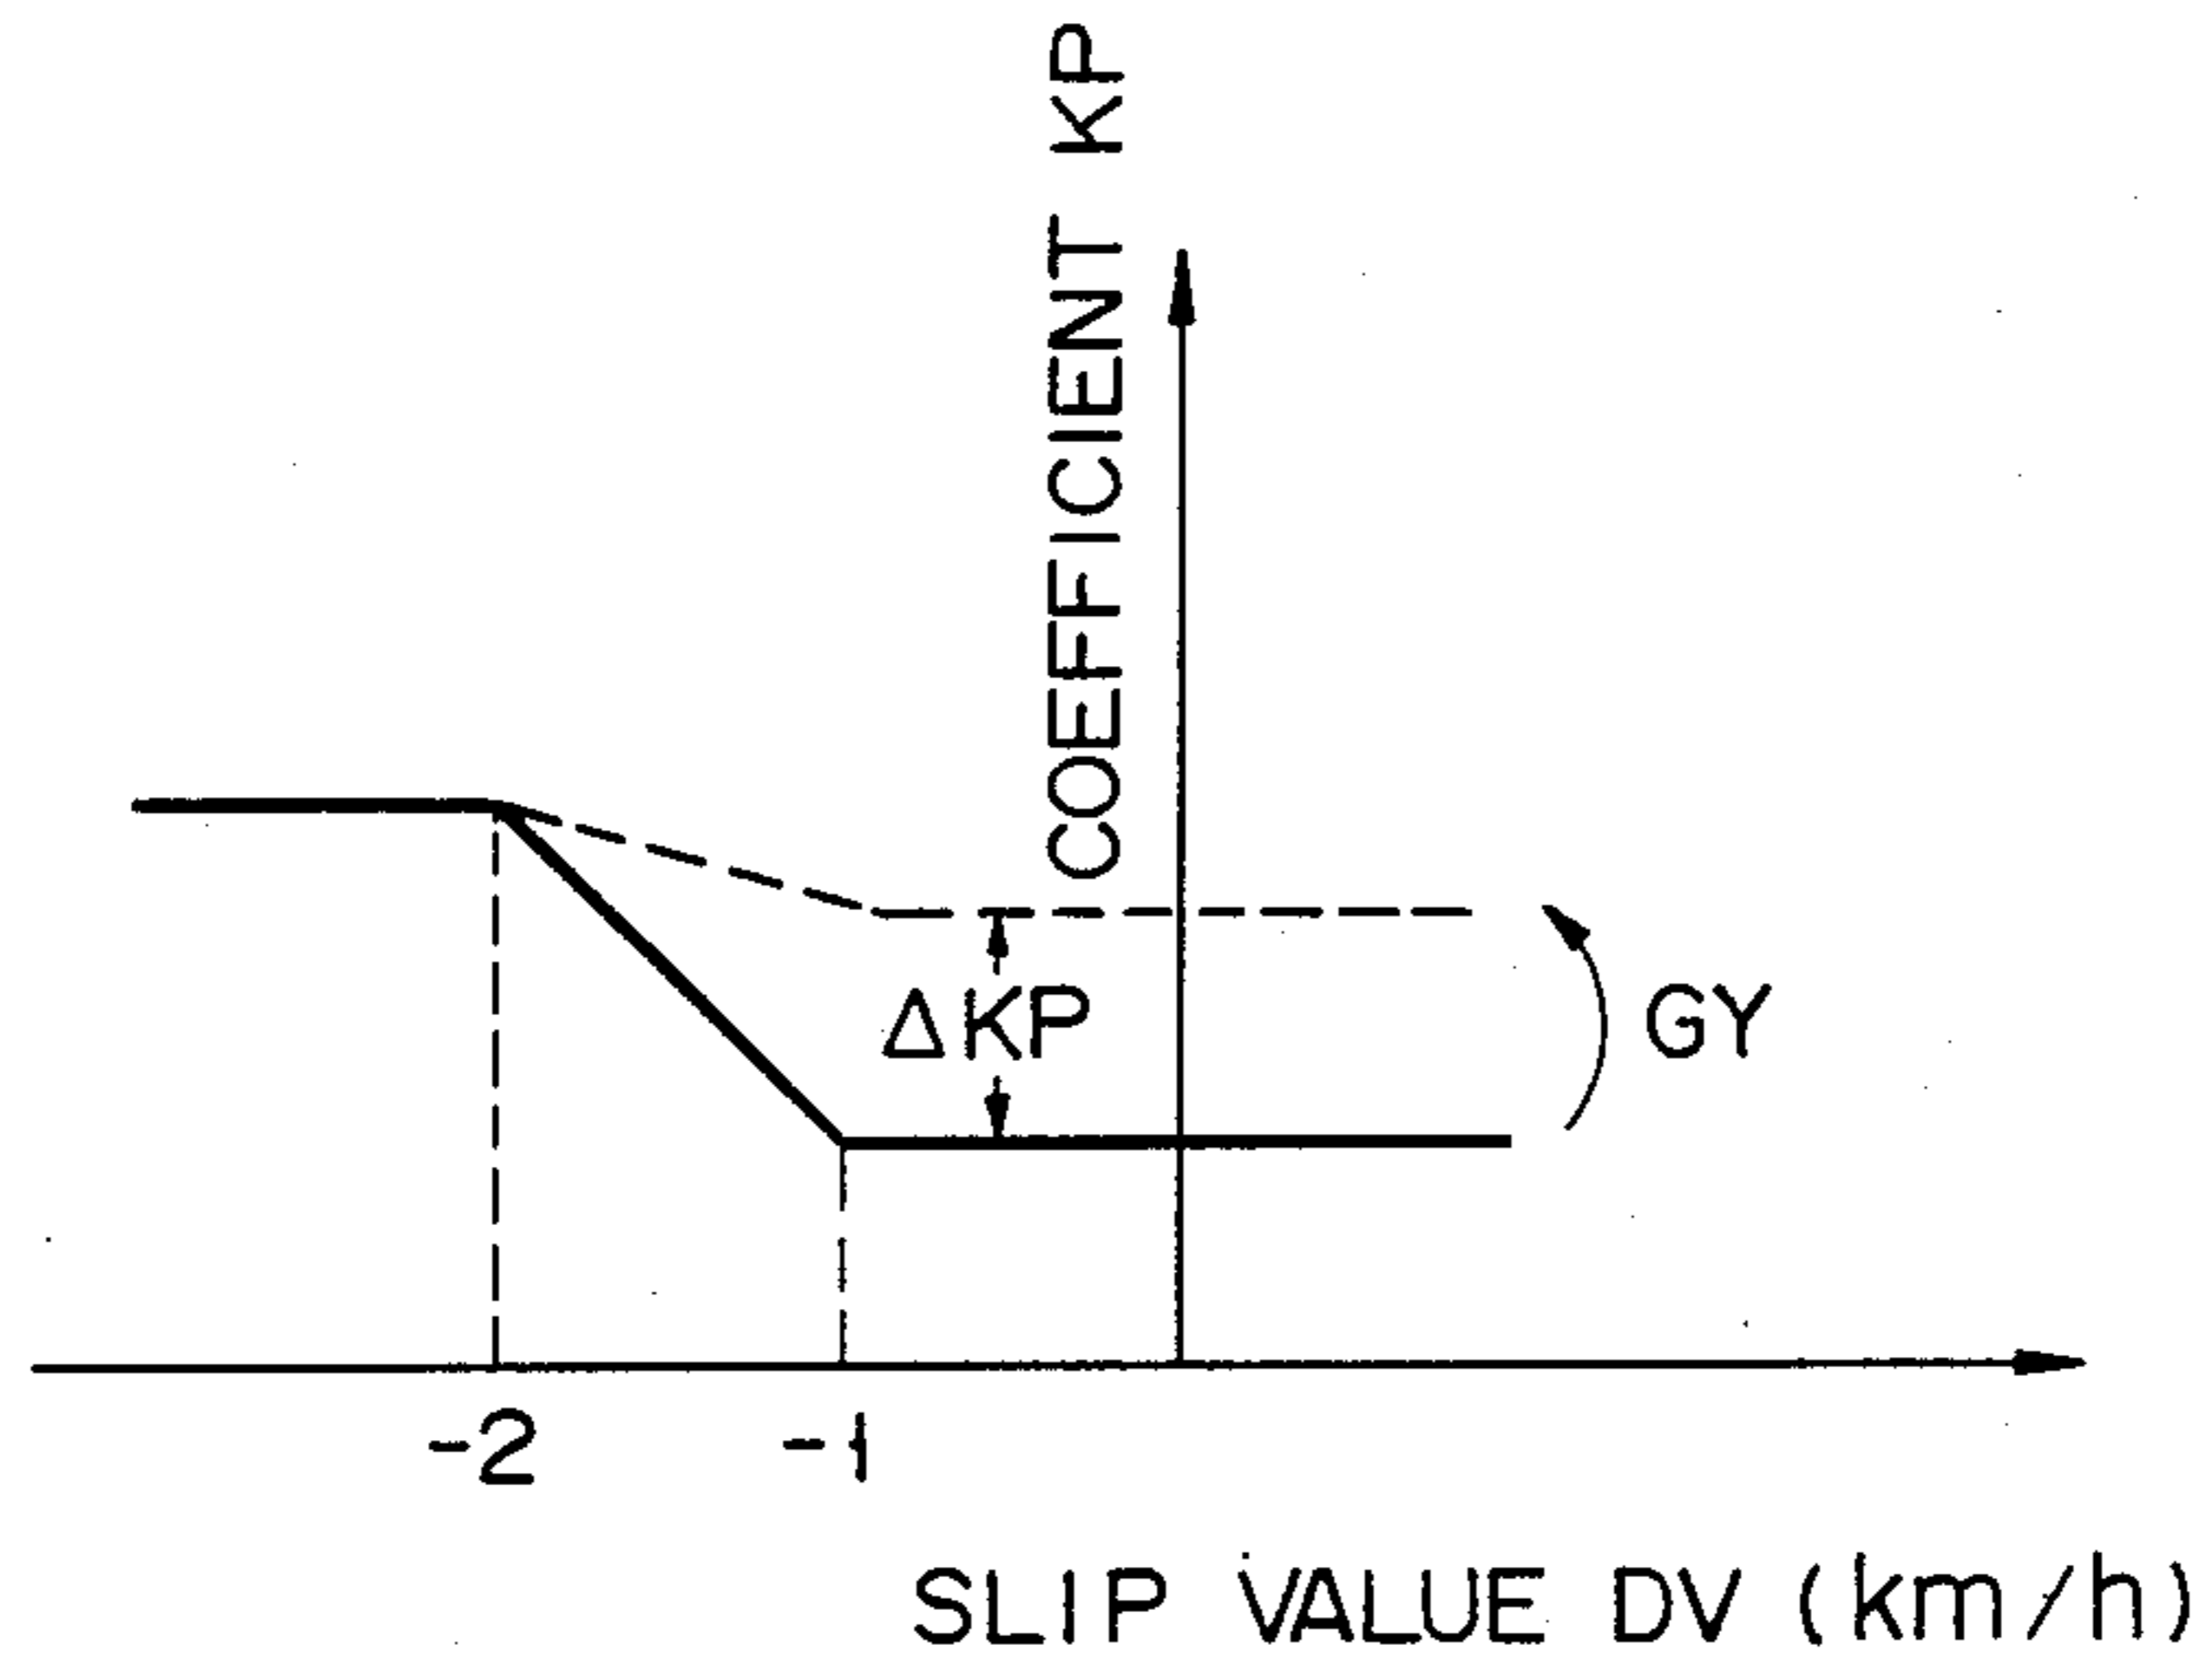 COEFFICIENT KP
ΔKP
GY
-2
-1
SLIP VALUE DV (km/h)